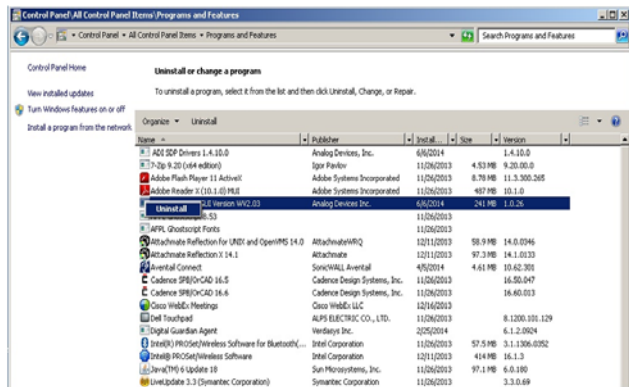 Control Panel\All Control Panel Items\Programs and Features
Control Panel • All Control Panel Items • Programs and Features
Search Programs and Features
Control Panel Home
View installed updates
Turn Windows features on or off
Install a program from the network
Uninstall or change a program
To uninstall a program, select it from the list and then click Uninstall, Change, or Repair.
Organize Uninstall
Name Publisher Install... Size Version
ADI SDP Drivers 1.4.10.0 Analog Devices, Inc. 6/6/2014 1.4.10.0
7-Zip 9.20 (x64 edition) Igor Pavlov 11/26/2013 4.53 MB 9.20.00.0
Adobe Flash Player 11 ActiveX Adobe Systems Incorporated 11/26/2013 8.78 MB 11.3.300.265
Adobe Reader X (10.1.0) MUI Adobe Systems Incorporated 11/26/2013 487 MB 10.1.0
GUI Version WV2.03 Analog Devices Inc. 6/6/2014 241 MB 1.0.26
Uninstall
8.53 11/26/2013
AFPL Ghostscript Fonts 11/26/2013
Attachmate Reflection for UNIX and OpenVMS 14.0 AttachmateWRQ 12/11/2013 58.9 MB 14.0.0346
Attachmate Reflection X 14.1 Attachmate 12/11/2013 97.3 MB 14.1.0133
Aventail Connect SonicWALL Aventail 4/5/2014 4.61 MB 10.62.301
Cadence SPB/OrCAD 16.5 Cadence Design Systems, Inc. 11/26/2013 16.50.047
Cadence SPB/OrCAD 16.6 Cadence Design Systems, Inc. 11/26/2013 16.60.013
Cisco WebEx Meetings Cisco WebEx LLC 12/16/2013
Dell Touchpad ALPS ELECTRIC CO., LTD. 11/26/2013 8.1200.101.129
Digital Guardian Agent Verdasys Inc. 2/25/2014 6.1.2.0924
Intel(R) PROSet/Wireless Software for Bluetooth(... Intel Corporation 11/26/2013 57.5 MB 3.1.1306.0352
Intel® PROSet/Wireless Software Intel Corporation 12/11/2013 414 MB 16.1.3
Java(TM) 6 Update 18 Sun Microsystems, Inc. 11/26/2013 97.1 MB 6.0.180
LiveUpdate 3.3 (Symantec Corporation) Symantec Corporation 11/26/2013 3.3.0.69